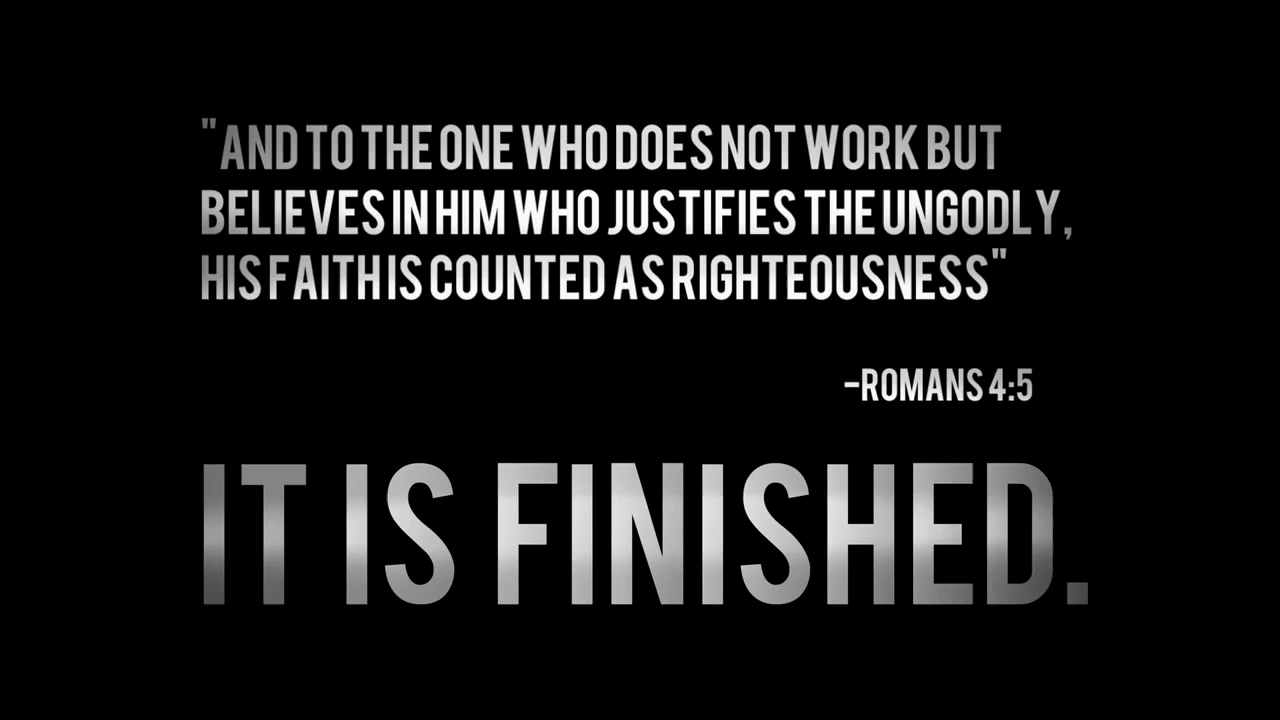 "AND TO THE ONE WHO DOES NOT WORK BUT
BELIEVES IN HIM WHO JUSTIFIES THE UNGODLY,
HIS FAITH IS COUNTED AS RIGHTEOUSNESS"
-ROMANS 4:5
IT IS FINISHED.